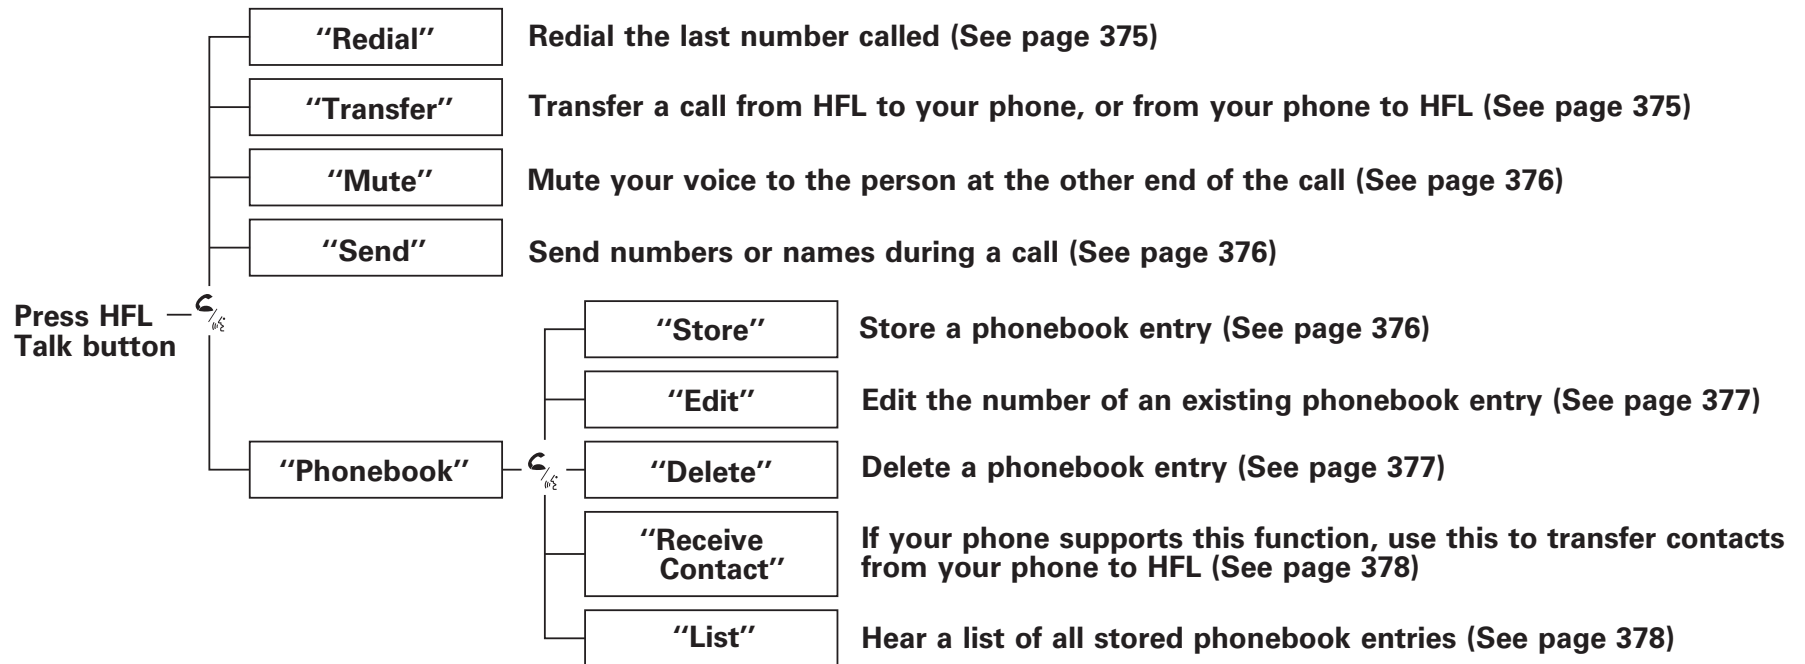 "Redial" Redial the last number called (See page 375)
"Transfer" Transfer a call from HFL to your phone, or from your phone to HFL (See page 375)
"Mute" Mute your voice to the person at the other end of the call (See page 376)
"Send" Send numbers or names during a call (See page 376)
Press HFL
Talk button
"Store" Store a phonebook entry (See page 376)
"Edit" Edit the number of an existing phonebook entry (See page 377)
"Phonebook"
"Delete" Delete a phonebook entry (See page 377)
"Receive
Contact"
If your phone supports this function, use this to transfer contacts
from your phone to HFL (See page 378)
"List" Hear a list of all stored phonebook entries (See page 378)